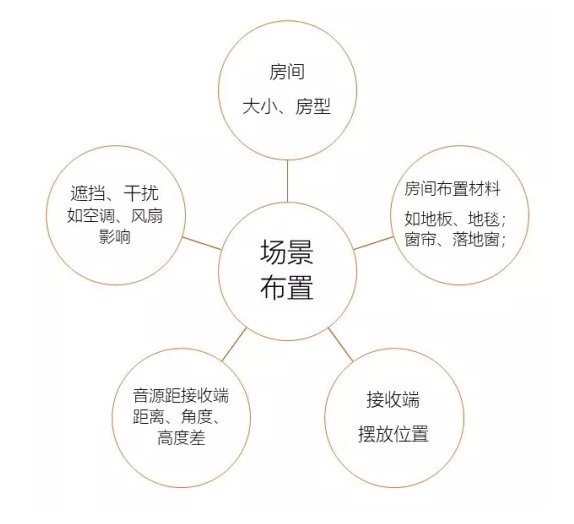 房间
大小、房型
遮挡、干扰
如空调、风扇
影响
房间布置材料
如地板、地毯；
窗帘、落地窗；
场景
布置
音源距接收端
距离、角度、
高度差
接收端
摆放位置